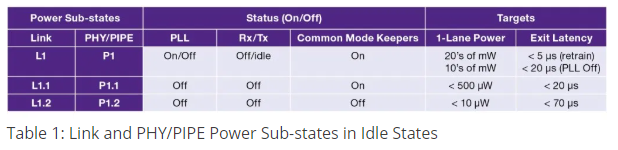 Power Sub-states Status (On/Off) Targets
Link PHY/PIPE PLL Rx/Tx Common Mode Keepers 1-Lane Power Exit Latency
L1 P1 On/Off Off/idle On 20's of mW < 5 µs (retrain)
10's of mW < 20 µs (PLL Off)
L1.1 P1.1 Off Off On < 500 µW < 20 µs
L1.2 P1.2 Off Off Off < 10 µW < 70 µs
Table 1: Link and PHY/PIPE Power Sub-states in Idle States